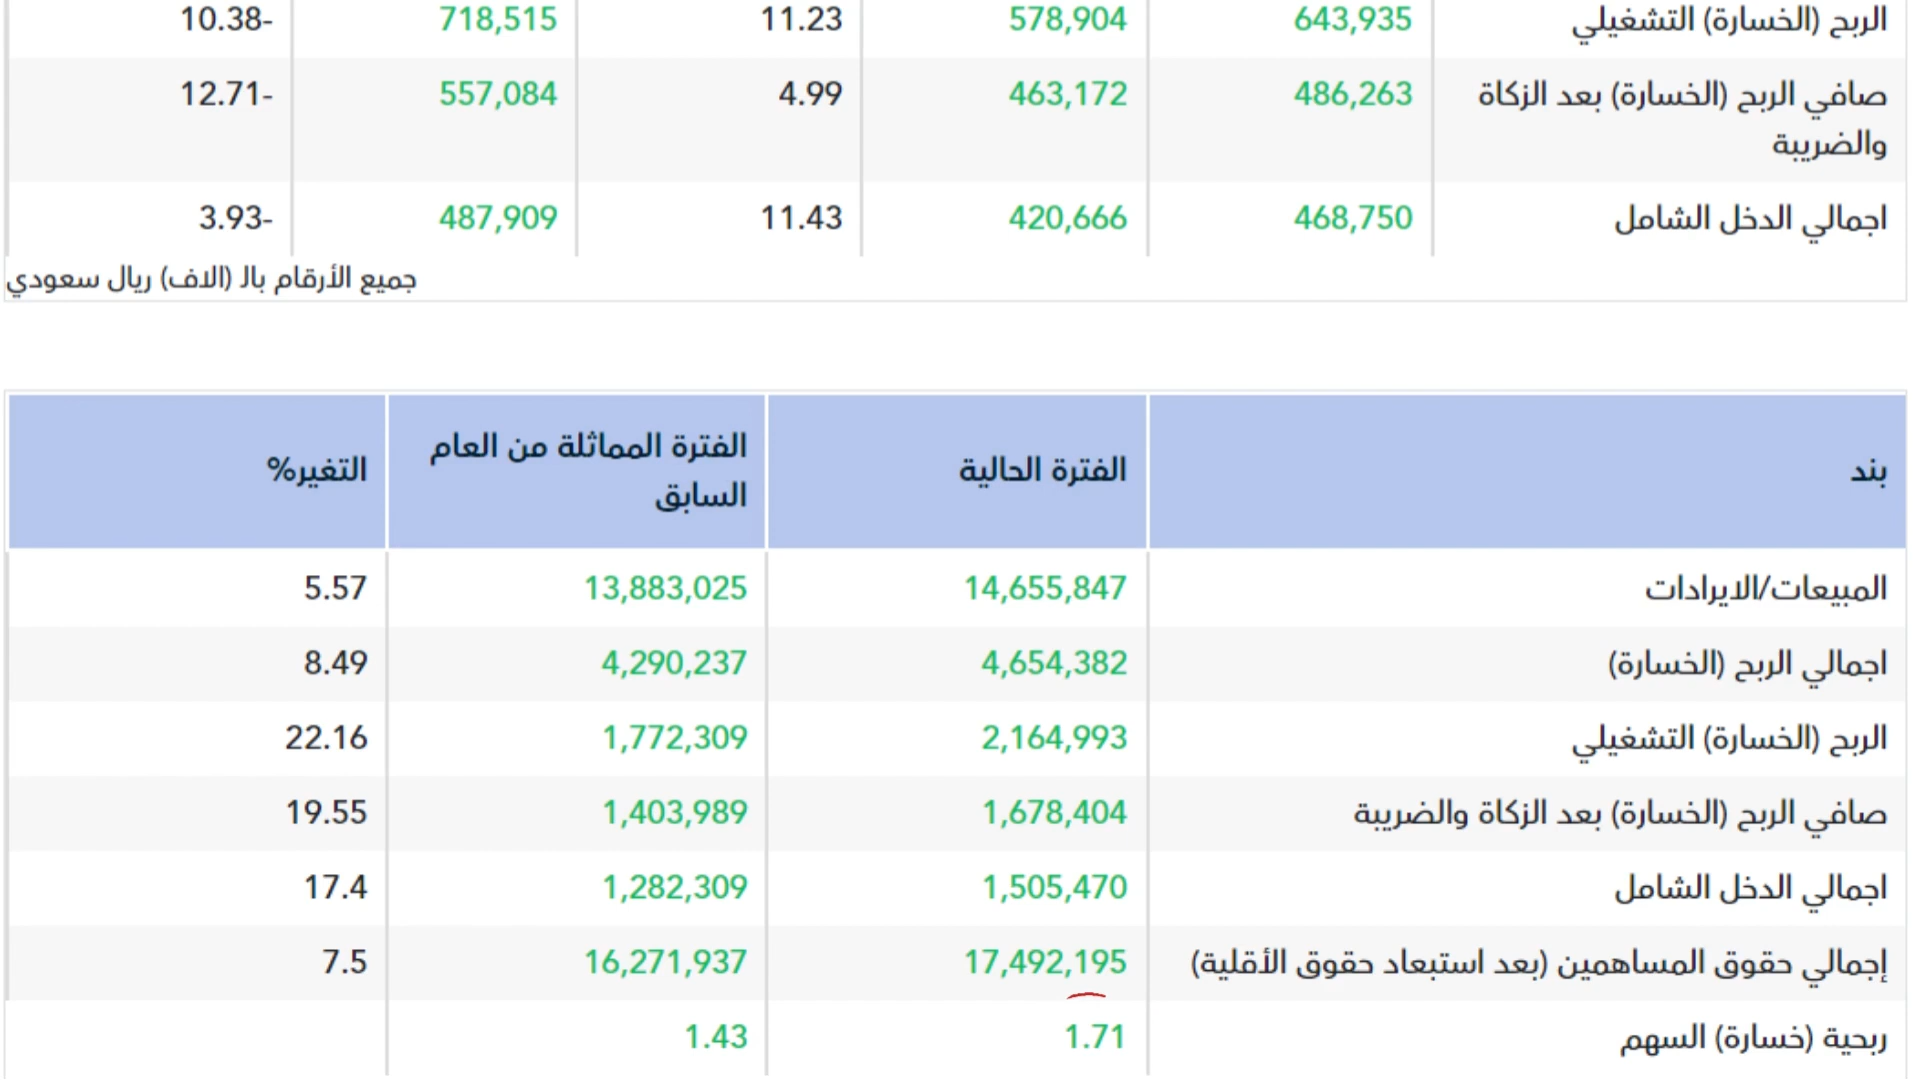 الربح (الخسارة) التشغيلي 643,935 578,904 11.23 718,515 10.38-
صافي الربح (الخسارة) بعد الزكاة 486,263 463,172 4.99 557,084 12.71-
والضريبة
اجمالي الدخل الشامل 468,750 420,666 11.43 487,909 3.93-
جميع الأرقام بالـ (الاف) ريال سعودي
بند الفترة الحالية الفترة المماثلة من العام التغير%
السابق
المبيعات/الايرادات 14,655,847 13,883,025 5.57
اجمالي الربح (الخسارة) 4,654,382 4,290,237 8.49
الربح (الخسارة) التشغيلي 2,164,993 1,772,309 22.16
صافي الربح (الخسارة) بعد الزكاة والضريبة 1,678,404 1,403,989 19.55
اجمالي الدخل الشامل 1,505,470 1,282,309 17.4
إجمالي حقوق المساهمين (بعد استبعاد حقوق الأقلية) 17,492,195 16,271,937 7.5
ربحية (خسارة) السهم 1.71 1.43